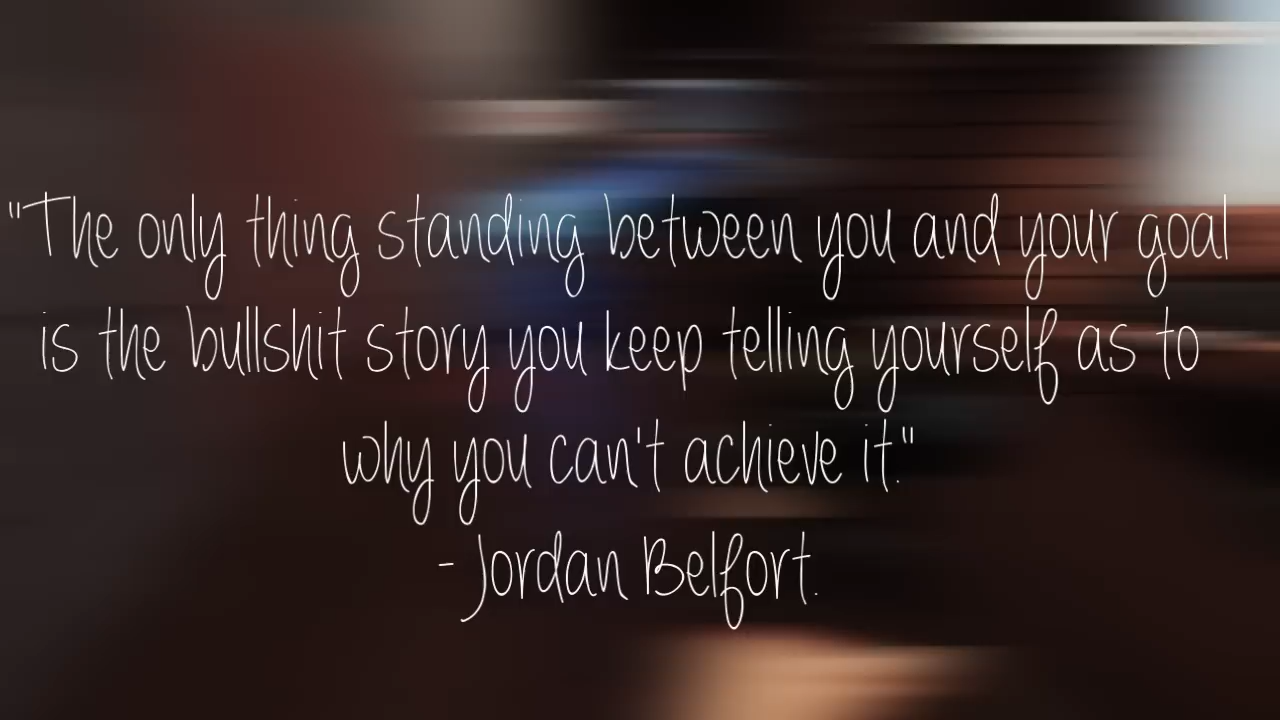 "The only thing standing between you and your goal
is the bullshit story you keep telling yourself as to
why you can't achieve it."
- Jordan Belfort.